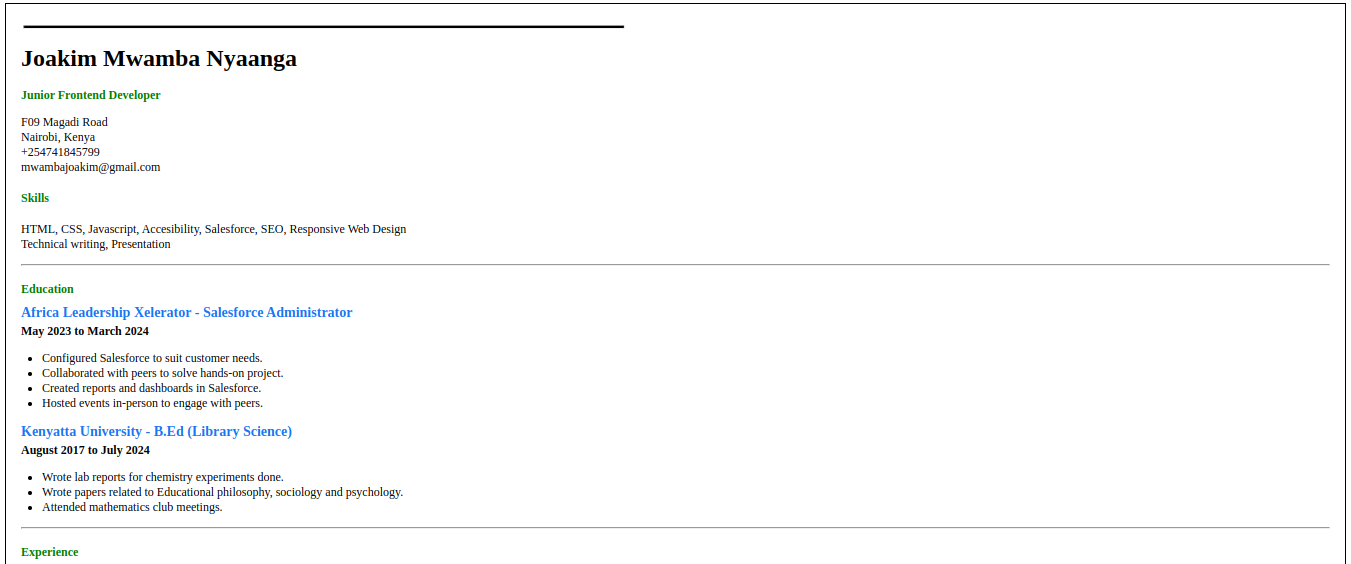 Joakim Mwamba Nyaanga
Junior Frontend Developer
F09 Magadi Road
Nairobi, Kenya
+254741845799
mwambajoakim@gmail.com
Skills
HTML, CSS, Javascript, Accesibility, Salesforce, SEO, Responsive Web Design
Technical writing, Presentation
Education
Africa Leadership Xelerator - Salesforce Administrator
May 2023 to March 2024
• Configured Salesforce to suit customer needs.
• Collaborated with peers to solve hands-on project.
• Created reports and dashboards in Salesforce.
• Hosted events in-person to engage with peers.
Kenyatta University - B.Ed (Library Science)
August 2017 to July 2024
• Wrote lab reports for chemistry experiments done.
• Wrote papers related to Educational philosophy, sociology and psychology.
• Attended mathematics club meetings.
Experience